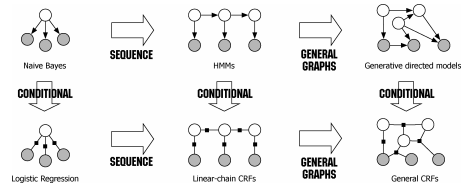 SEQUENCE
GENERAL
GRAPHS
Naive Bayes
HMMs
Generative directed models
CONDITIONAL
CONDITIONAL
CONDITIONAL
SEQUENCE
GENERAL
GRAPHS
Logistic Regression
Linear-chain CRFs
General CRFs